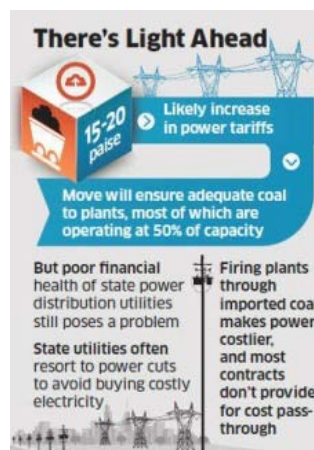 There's Light Ahead
15-20
paise
Likely increase
in power tariffs
Move will ensure adequate coal
to plants, most of which are
operating at 50% of capacity
But poor financial
health of state power
distribution utilities
still poses a problem
State utilities often
resort to power cuts
to avoid buying costly
electricity
Firing plants
through
imported coa
makes power
costlier,
and most
contracts
don't provide
for cost pass-
through